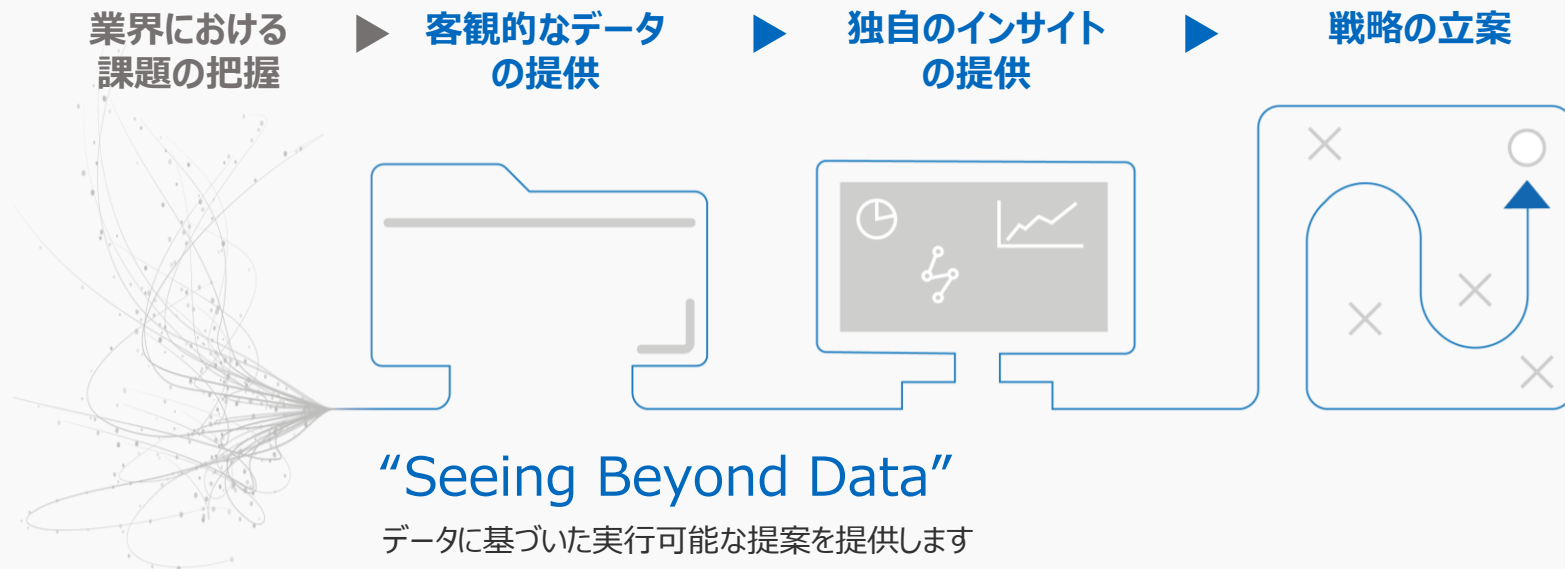 業界における
課題の把握
客観的なデータ
の提供
独自のインサイト
の提供
戦略の立案
“Seeing Beyond Data”
データに基づいた実行可能な提案を提供します